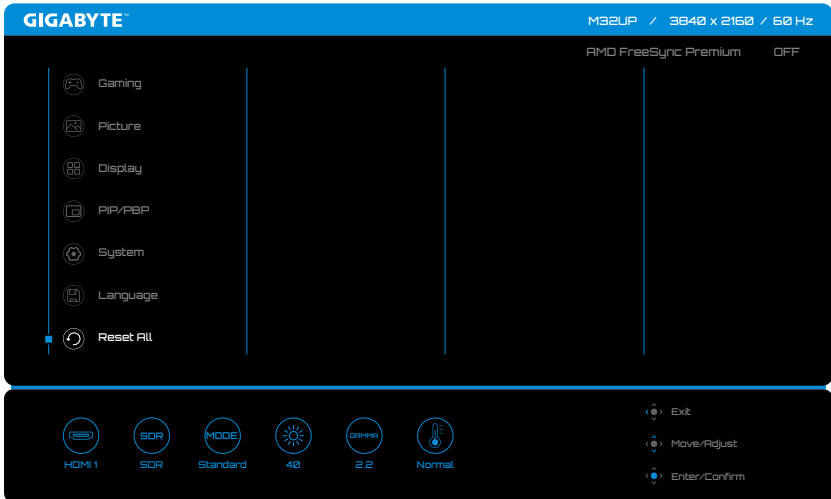 GIGABYTE™ M32UP / 3840 x 2160 / 60 Hz
AMD FreeSync Premium OFF
Gaming
Picture
Display
PIP/PBP
System
Language
Reset All
Exit
SDR MODE GAMMA
Move/Adjust
HDMI 1 SDR Standard 40 2.2 Normal
Enter/Confirm